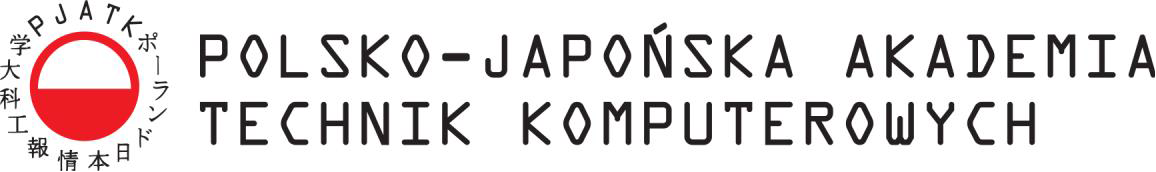 PJATK
ポーランド日本情報工科大学
POLSKO-JAPOŃSKA AKADEMIA
TECHNIK KOMPUTEROWYCH